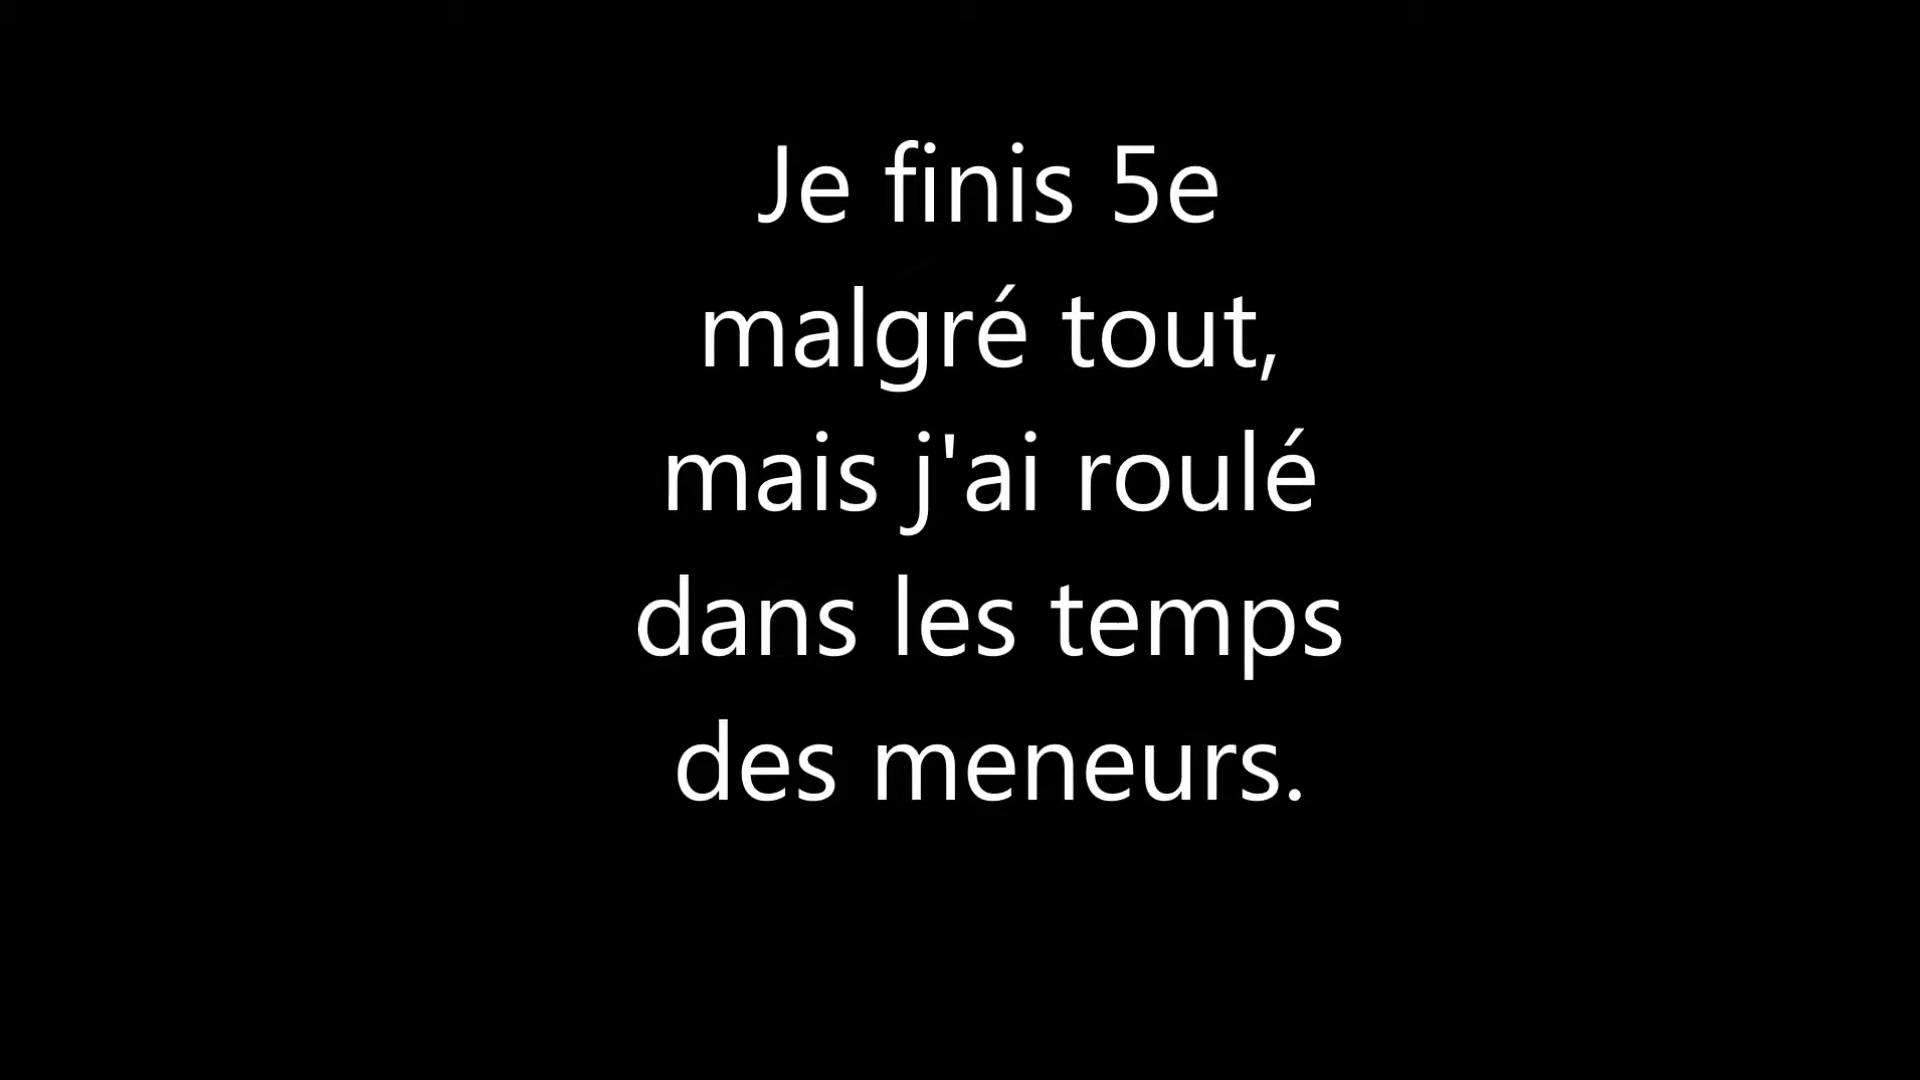 Je finis 5e
malgré tout,
mais j'ai roulé
dans les temps
des meneurs.